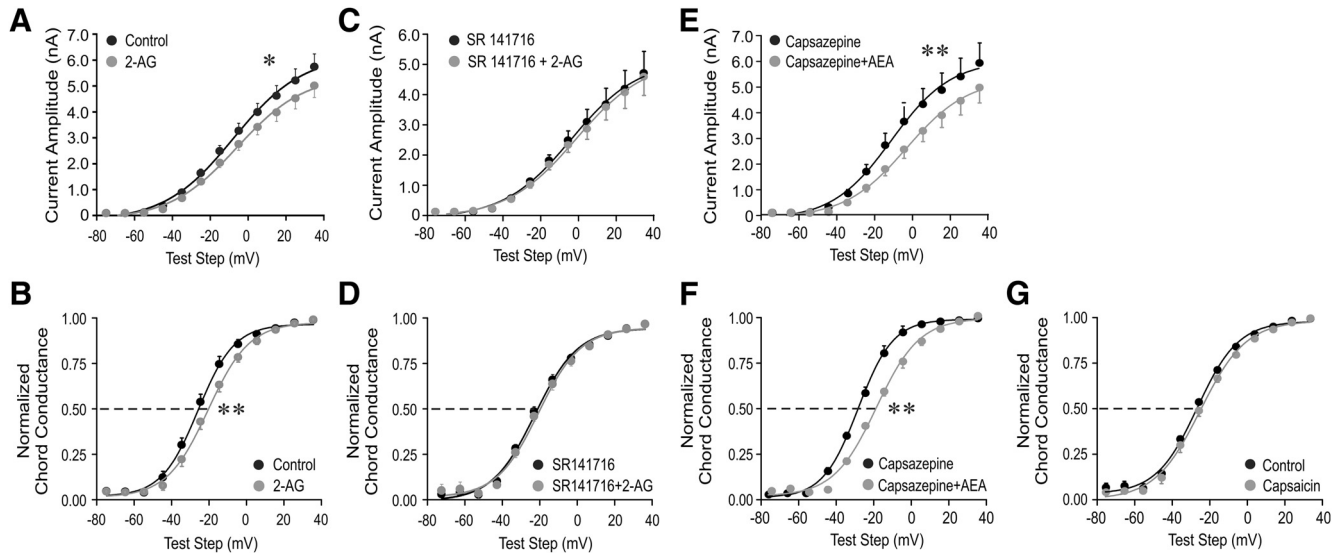 A
Current Amplitude (nA)
7.0
6.0
5.0
4.0
3.0
2.0
1.0
0
Control
2-AG
*
-80 -60 -40 -20 0 20 40
Test Step (mV)
C
Current Amplitude (nA)
6.0
5.0
4.0
3.0
2.0
1.0
0
SR 141716
SR 141716 + 2-AG
-80 -60 -40 -20 0 20 40
Test Step (mV)
E
Current Amplitude (nA)
7.0
6.0
5.0
4.0
3.0
2.0
1.0
0
Capsazepine
Capsazepine+AEA
**
-80 -60 -40 -20 0 20 40
Test Step (mV)
B
Normalized
Chord Conductance
1.00
0.75
0.50
0.25
0.00
**
Control
2-AG
-80 -60 -40 -20 0 20 40
Test Step (mV)
D
Normalized
Chord Conductance
1.00
0.75
0.50
0.25
0.00
SR141716
SR141716+2-AG
-80 -60 -40 -20 0 20 40
Test Step (mV)
F
Normalized
Chord Conductance
1.00
0.75
0.50
0.25
0.00
**
Capsazepine
Capsazepine+AEA
-80 -60 -40 -20 0 20 40
Test Step (mV)
G
Normalized
Chord Conductance
1.00
0.75
0.50
0.25
0.00
Control
Capsaicin
-80 -60 -40 -20 0 20 40
Test Step (mV)